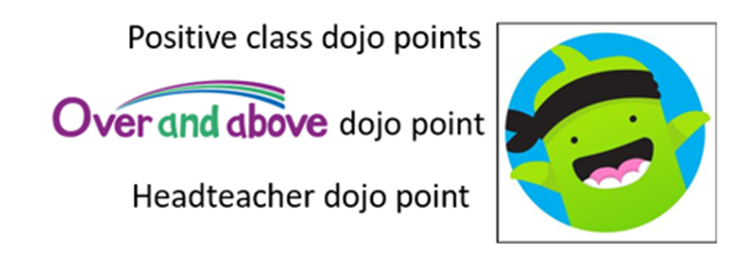 Positive class dojo points
Over and above dojo point
Headteacher dojo point